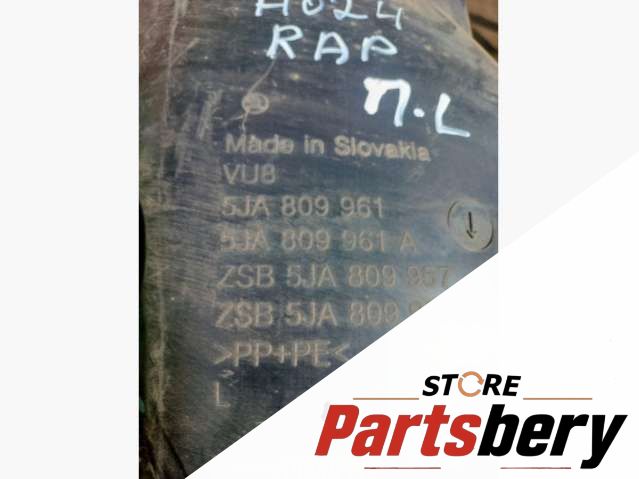 H024
RAP
П.L
Made in Slovakia
VU8
5JA 809 961
5JA 809 961 A
ZSB 5JA 809 957
ZSB 5JA 809
>PP+PE<
L
STORE
Partsbery